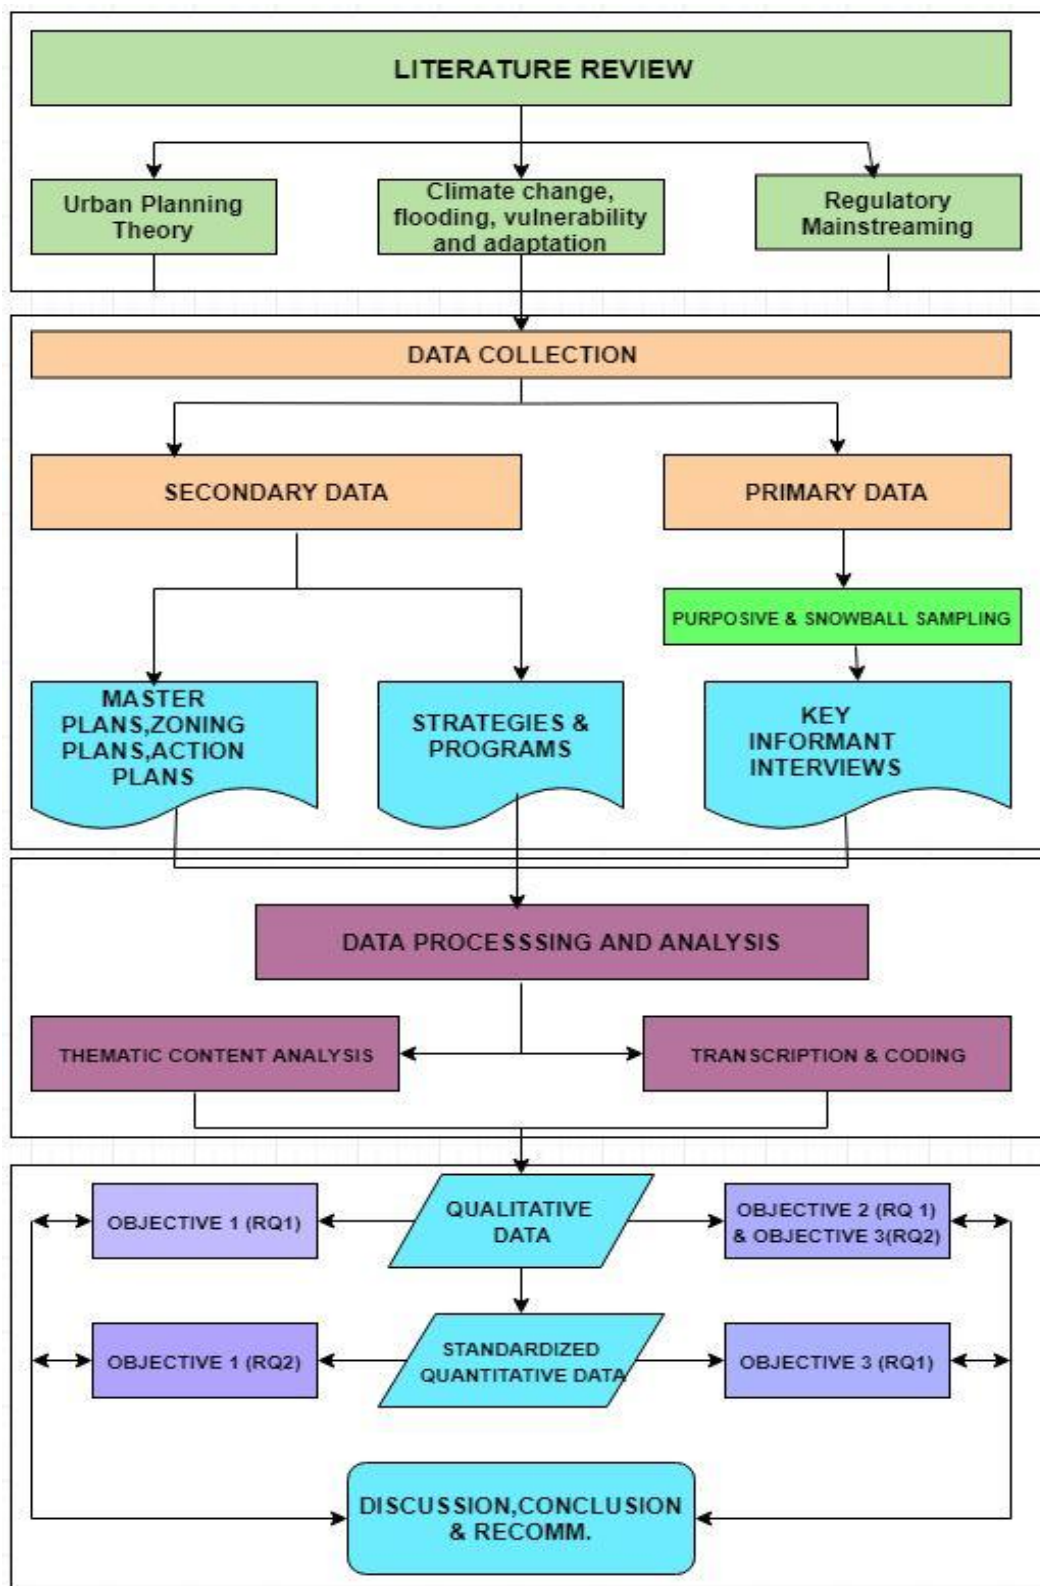 LITERATURE REVIEW
Urban Planning
Theory
Climate change,
flooding, vulnerability
and adaptation
Regulatory
Mainstreaming
DATA COLLECTION
SECONDARY DATA
PRIMARY DATA
PURPOSIVE & SNOWBALL SAMPLING
MASTER
PLANS,ZONING
PLANS,ACTION
PLANS
STRATEGIES &
PROGRAMS
KEY
INFORMANT
INTERVIEWS
DATA PROCESSSING AND ANALYSIS
THEMATIC CONTENT ANALYSIS
TRANSCRIPTION & CODING
OBJECTIVE 1 (RQ1)
QUALITATIVE
DATA
OBJECTIVE 2 (RQ 1)
& OBJECTIVE 3(RQ2)
OBJECTIVE 1 (RQ2)
STANDARDIZED
QUANTITATIVE DATA
OBJECTIVE 3 (RQ1)
DISCUSSION,CONCLUSION
& RECOMM.